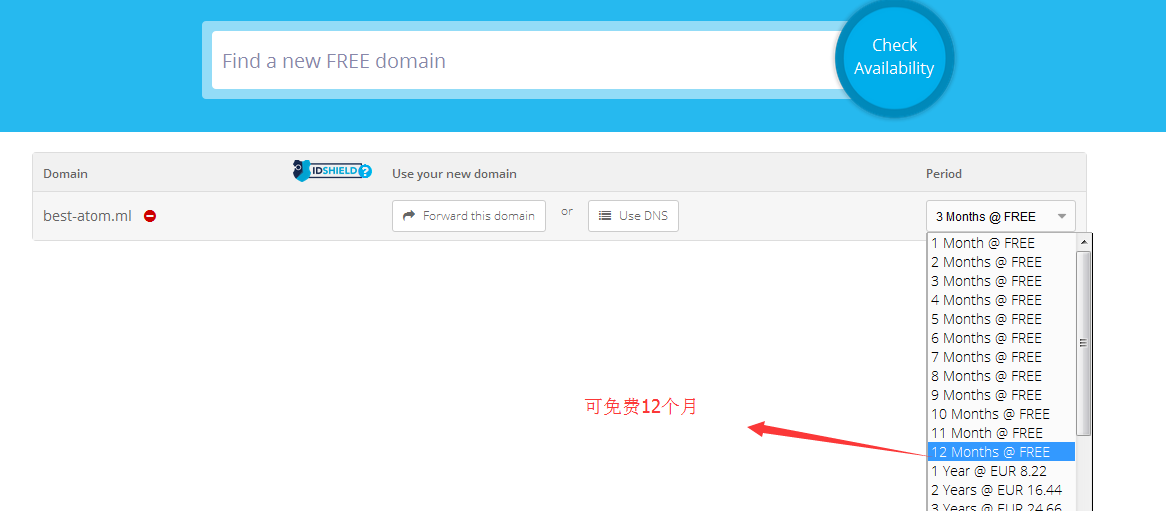 Find a new FREE domain
Check
Availability
Domain
IDSHIELD?
Use your new domain
Period
best-atom.ml
Forward this domain
or
Use DNS
3 Months @ FREE
1 Month @ FREE
2 Months @ FREE
3 Months @ FREE
4 Months @ FREE
5 Months @ FREE
6 Months @ FREE
7 Months @ FREE
8 Months @ FREE
9 Months @ FREE
10 Months @ FREE
11 Month @ FREE
12 Months @ FREE
1 Year @ EUR 8.22
2 Years @ EUR 16.44
3 Years @ EUR 24.66
可免费12个月